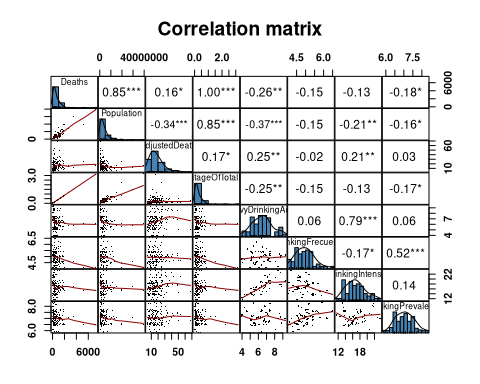 Correlation matrix
0 40000000 0.0 2.0 4.5 6.0 6.0 7.5
Deaths 0.85*** 0.16* 1.00*** -0.26** -0.15 -0.13 -0.18* 0 6000
0 Population -0.34*** 0.85*** -0.37*** -0.15 -0.21** -0.16*
djustedDeat 0.17* 0.25** -0.02 0.21** 0.03 10 60
0.0 3.0 tageOfTotal -0.25** -0.15 -0.13 -0.17*
vyDrinkingA 0.06 0.79*** 0.06 4 7
4.5 6.5 nkingFrecue -0.17* 0.52***
inkingIntens 0.14 12 22
6.0 8.0 kingPrevale
0 6000 10 50 4 6 8 12 18